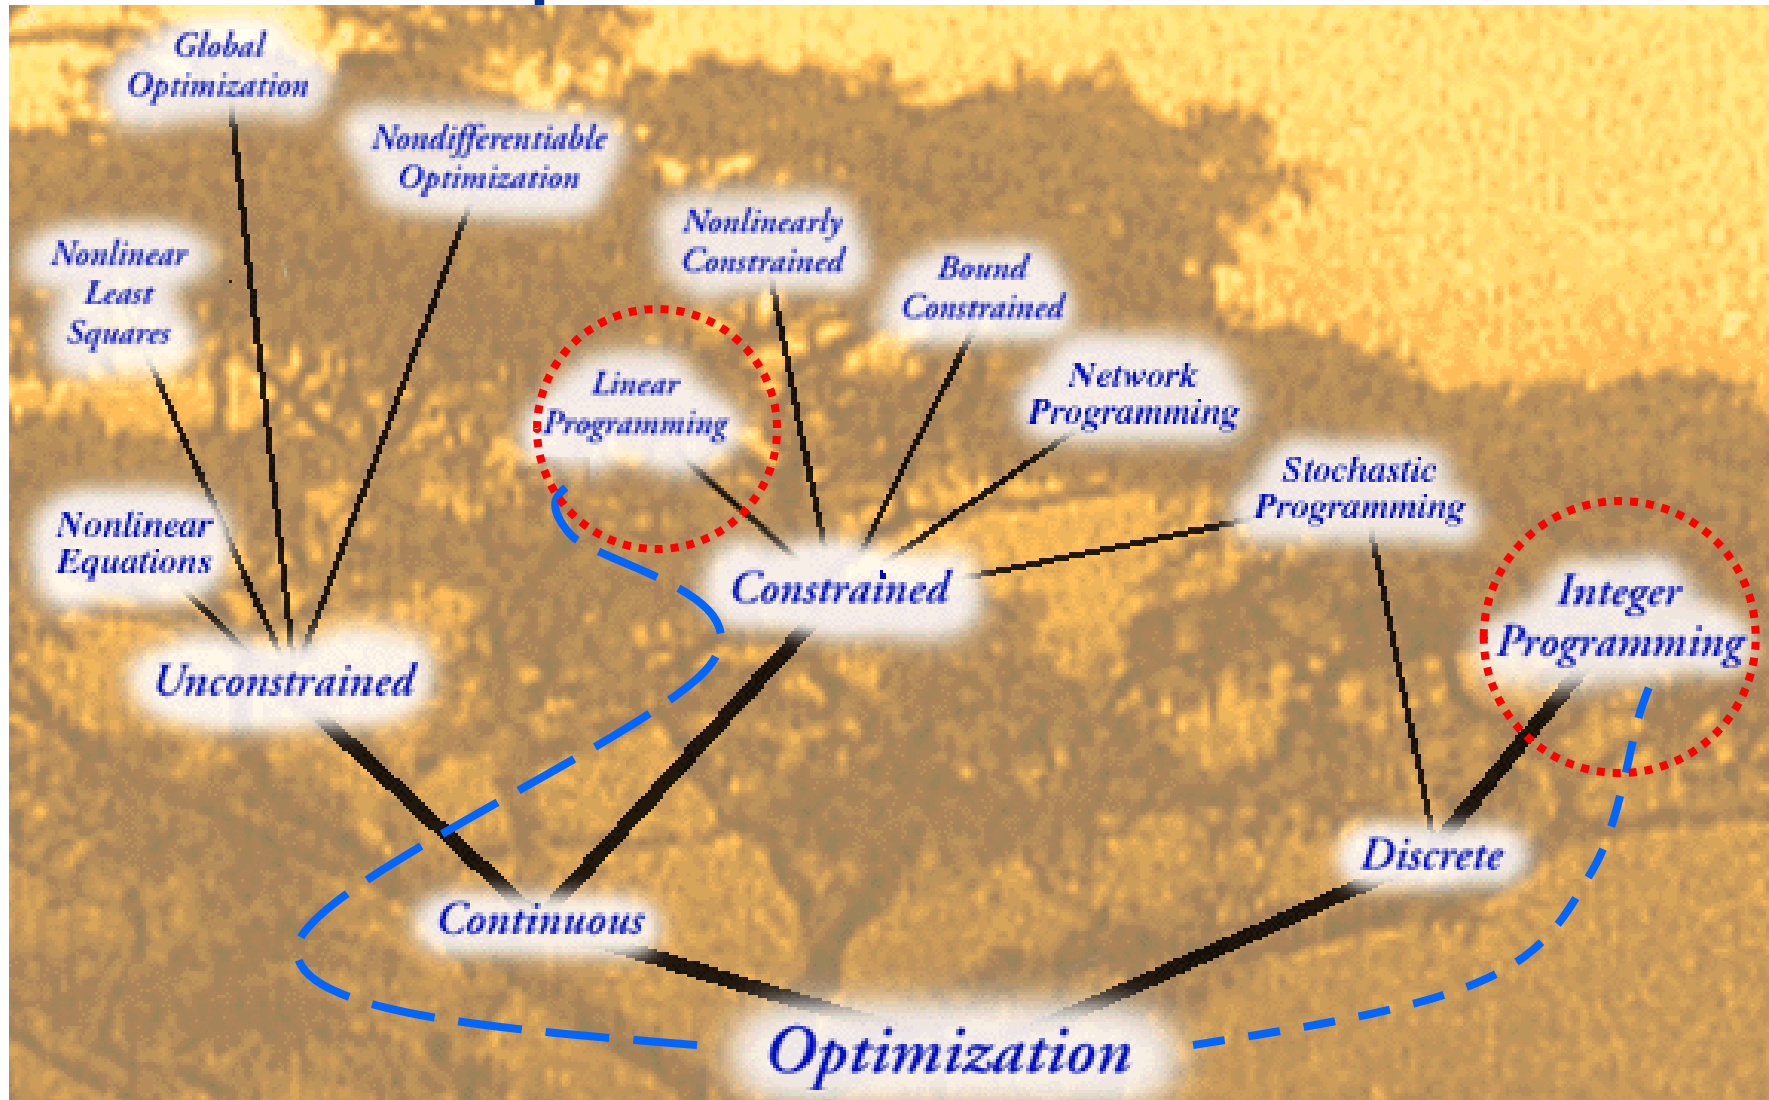 Global
Optimization
Nondifferentiable
Optimization
Nonlinear
Least
Squares
Nonlinearly
Constrained
Bound
Constrained
Linear
Programming
Network
Programming
Stochastic
Programming
Nonlinear
Equations
Integer
Programming
Constrained
Unconstrained
Discrete
Continuous
Optimization